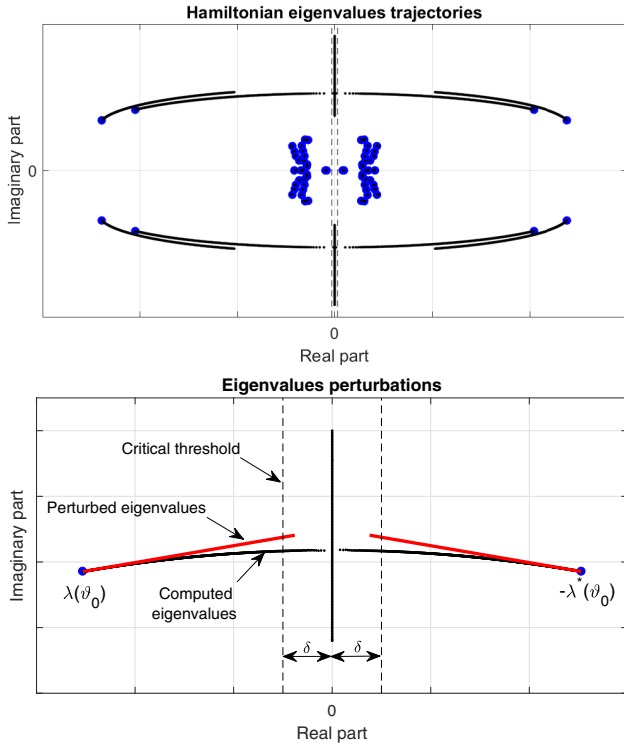 Hamiltonian eigenvalues trajectories
Imaginary part
0
0
Real part
Eigenvalues perturbations
Imaginary part
Critical threshold
Perturbed eigenvalues
λ(ϑ₀)
Computed
eigenvalues
-λ*(ϑ₀)
δ
δ
0
Real part